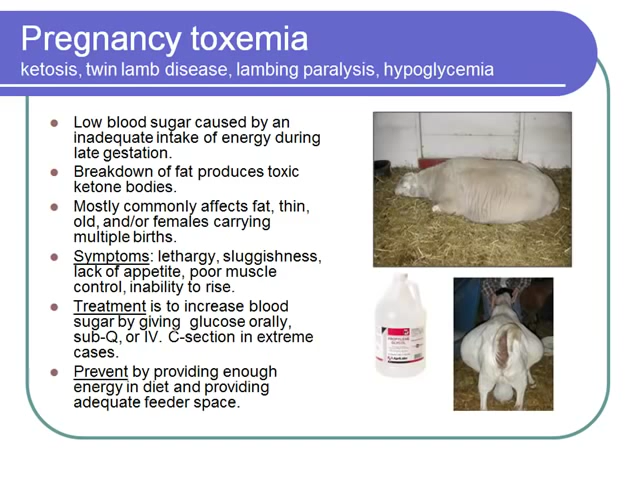 Pregnancy toxemia
ketosis, twin lamb disease, lambing paralysis, hypoglycemia
Low blood sugar caused by an
inadequate intake of energy during
late gestation.
Breakdown of fat produces toxic
ketone bodies.
Mostly commonly affects fat, thin,
old, and/or females carrying
multiple births.
Symptoms: lethargy, sluggishness,
lack of appetite, poor muscle
control, inability to rise.
Treatment is to increase blood
sugar by giving glucose orally,
sub-Q, or IV. C-section in extreme
cases.
Prevent by providing enough
energy in diet and providing
adequate feeder space.